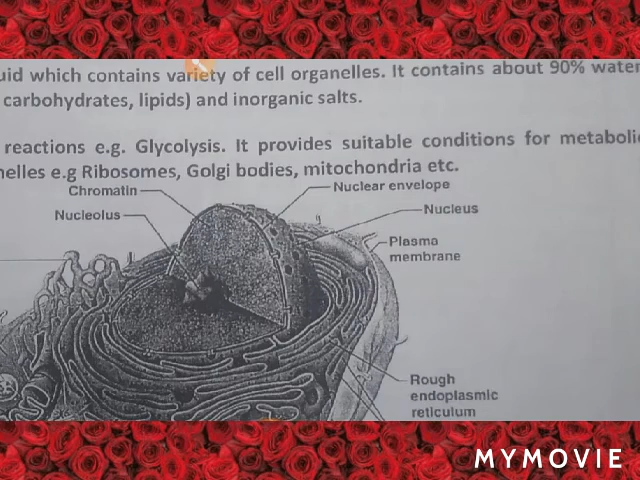 uid which contains variety of cell organelles. It contains about 90% water
carbohydrates, lipids) and inorganic salts.
reactions e.g. Glycolysis. It provides suitable conditions for metabolic
nelles e.g Ribosomes, Golgi bodies, mitochondria etc.
Chromatin
Nuclear envelope
Nucleolus
Nucleus
Plasma
membrane
Rough
endoplasmic
reticulum
MYMOVIE